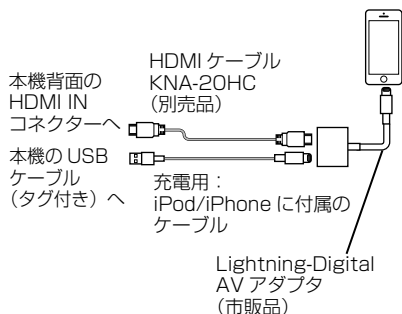 HDMI ケーブル
KNA-20HC
（別売品）
本機背面の
HDMI IN
コネクターへ
本機の USB
ケーブル
（タグ付き）へ
充電用：
iPod/iPhone に付属の
ケーブル
Lightning-Digital
AV アダプタ
（市販品）